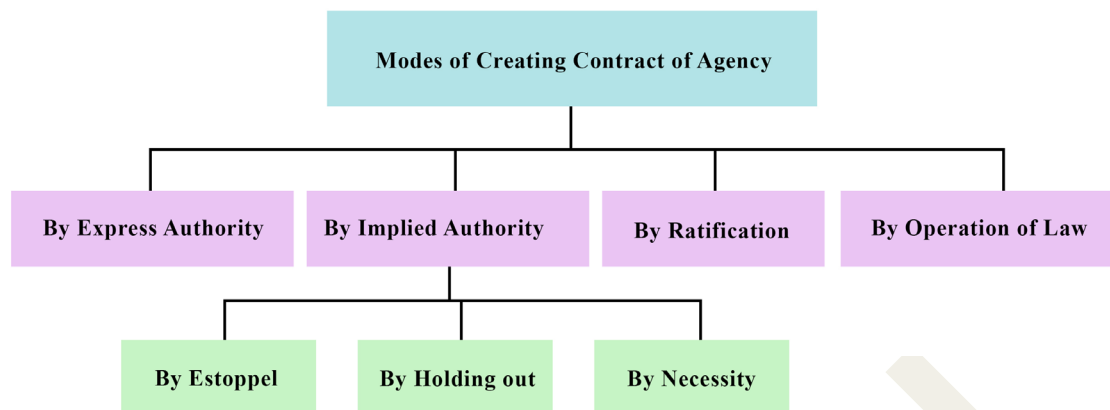 Modes of Creating Contract of Agency
By Express Authority
By Implied Authority
By Ratification
By Operation of Law
By Estoppel
By Holding out
By Necessity